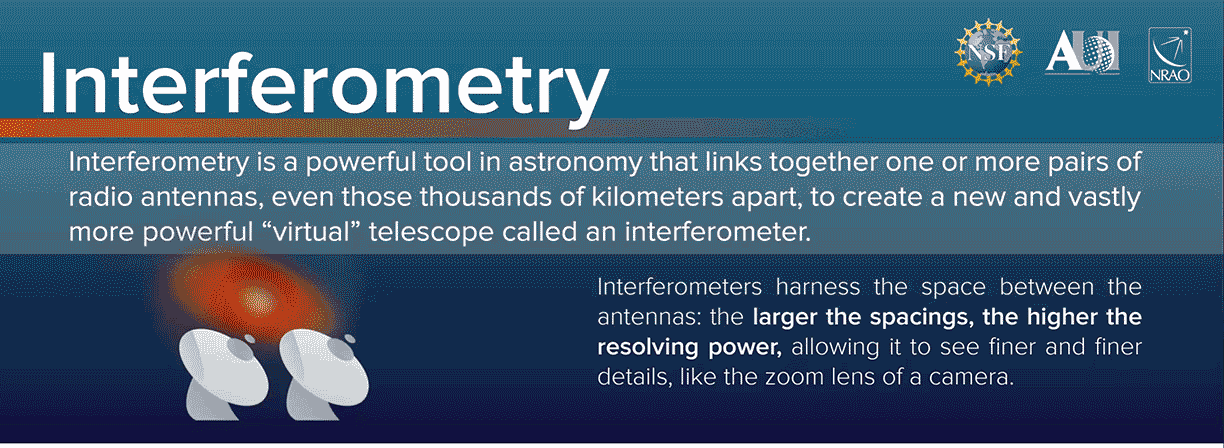 Interferometry
NSF
AUI
NRAO
Interferometry is a powerful tool in astronomy that links together one or more pairs of
radio antennas, even those thousands of kilometers apart, to create a new and vastly
more powerful “virtual” telescope called an interferometer.
Interferometers harness the space between the
antennas: the larger the spacings, the higher the
resolving power, allowing it to see finer and finer
details, like the zoom lens of a camera.